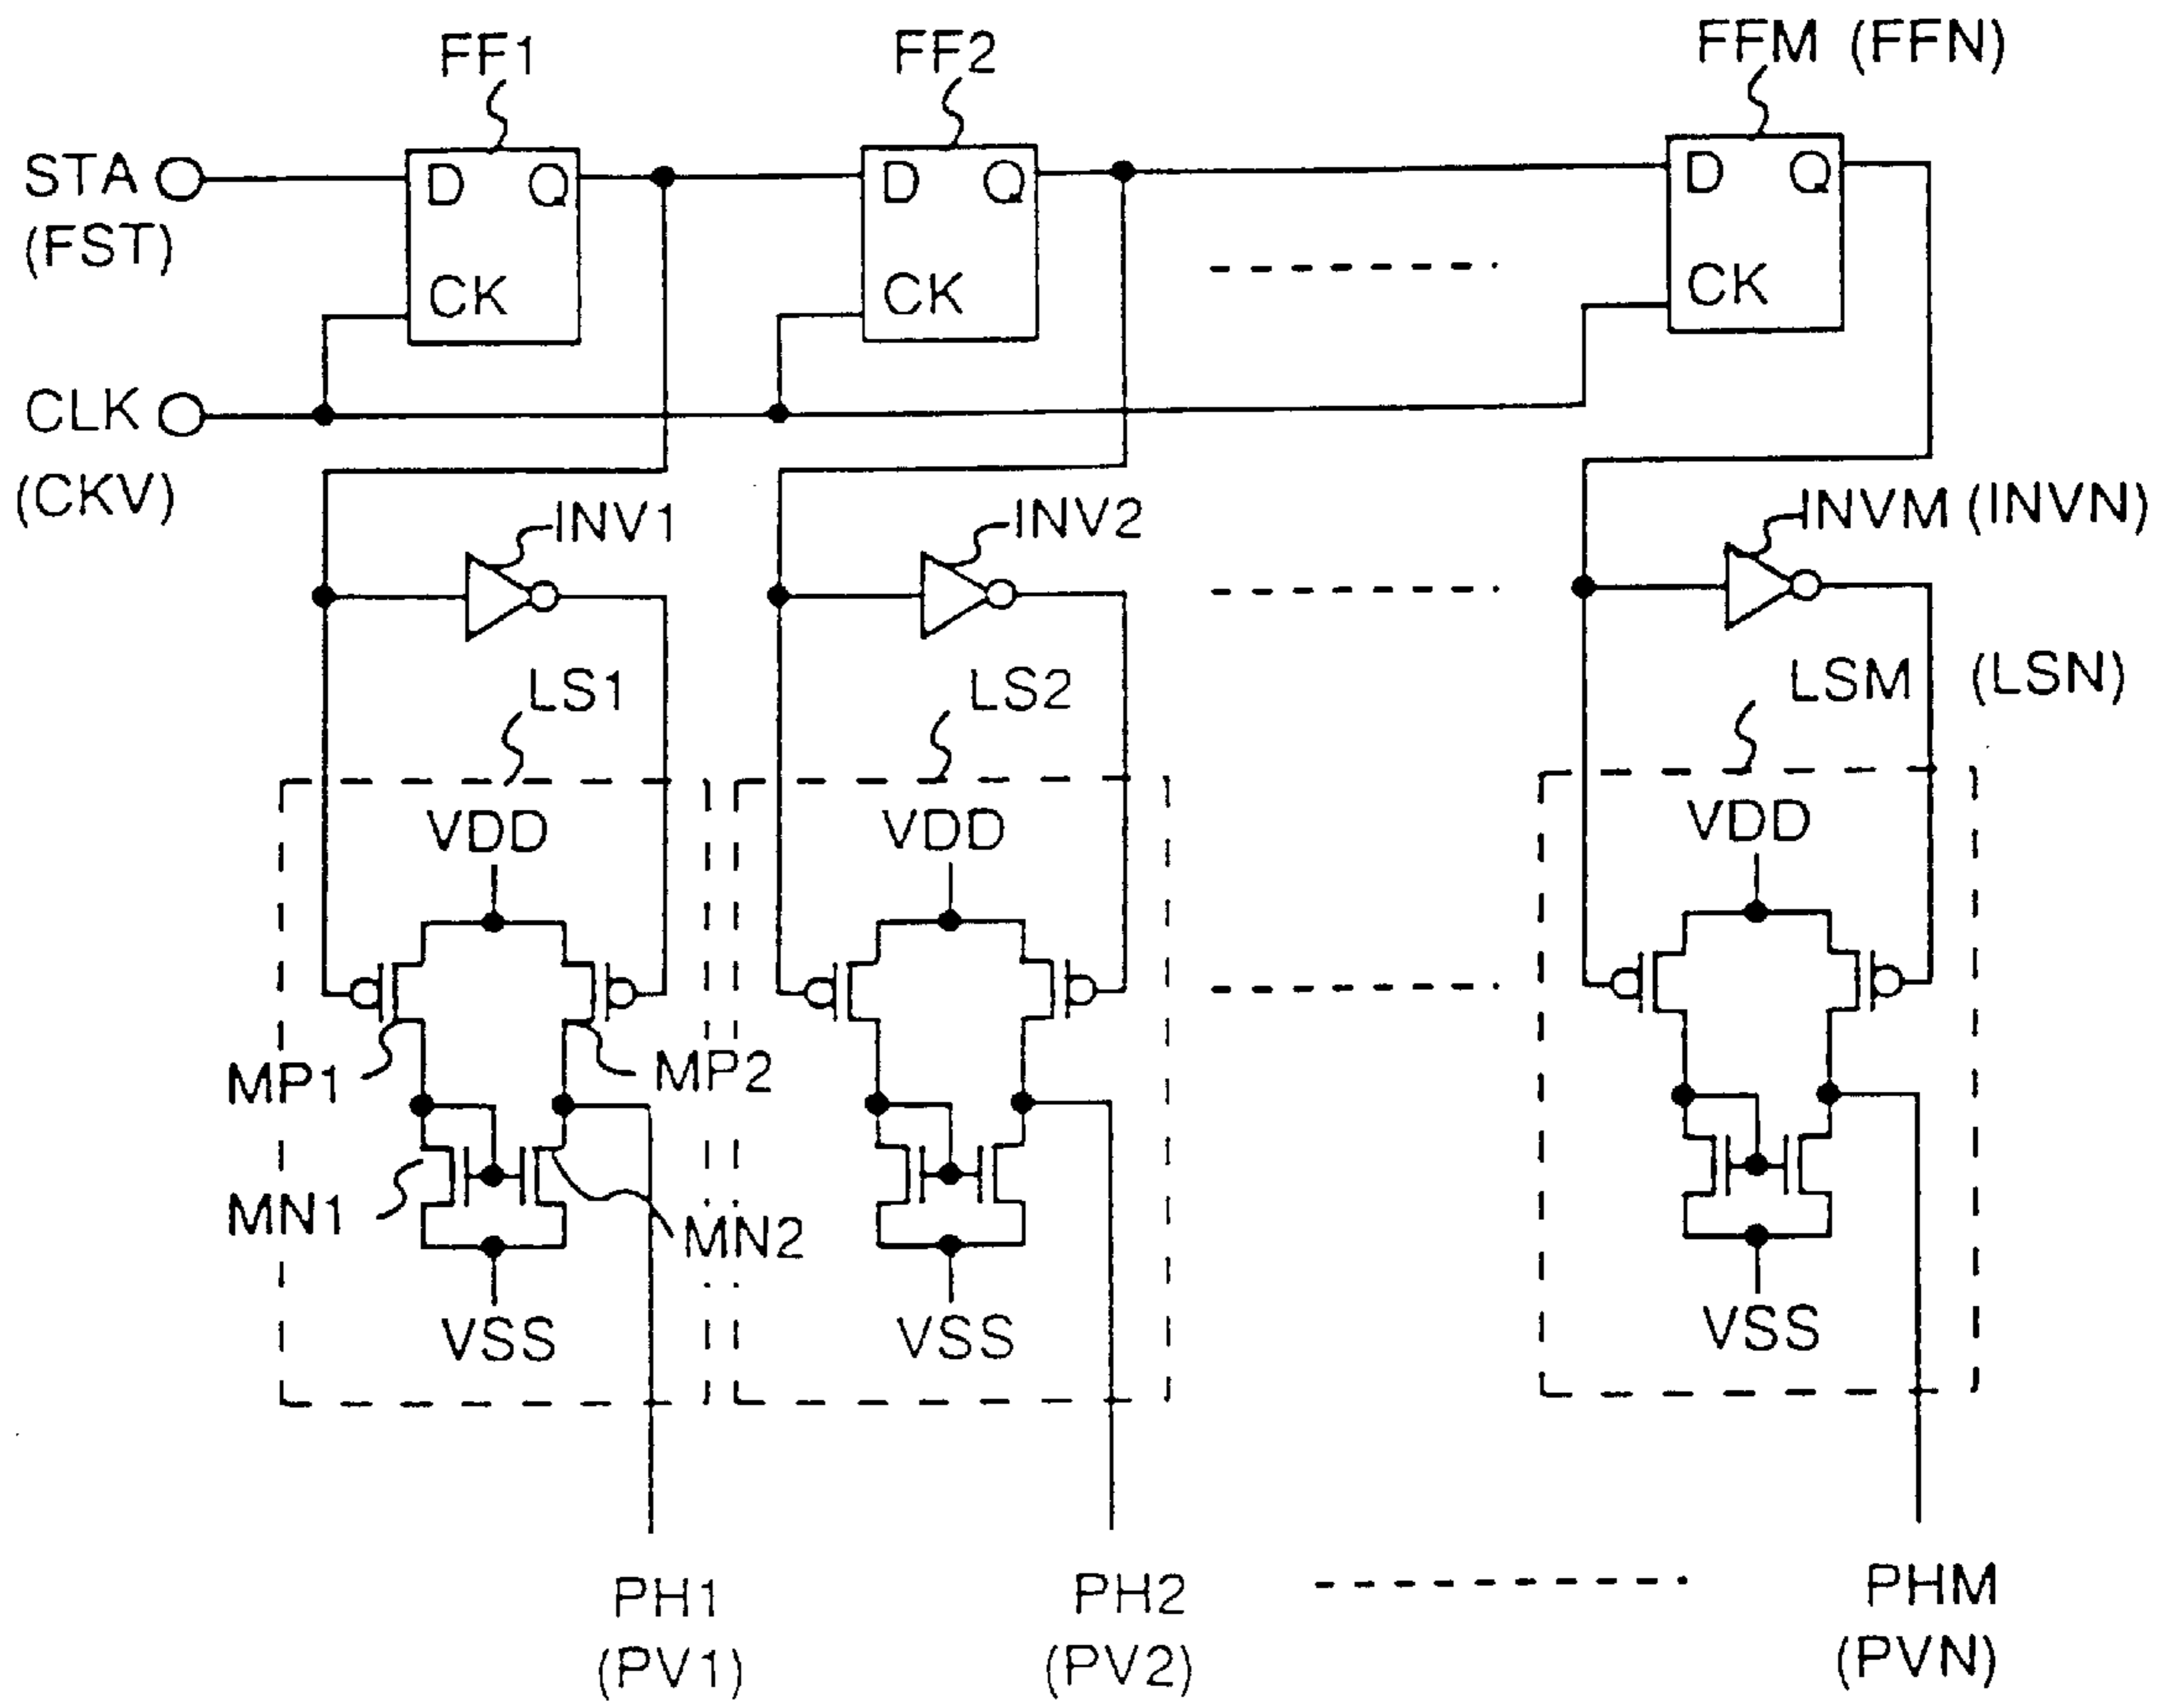 FF1
FF2
FFM (FFN)
STA
(FST)
D Q
CK
D Q
CK
D Q
CK
CLK
(CKV)
INV1
INV2
INVM (INVN)
LS1
LS2
LSM (LSN)
VDD
VDD
VDD
MP1
MP2
MN1
MN2
VSS
VSS
VSS
PH1
(PV1)
PH2
(PV2)
PHM
(PVN)